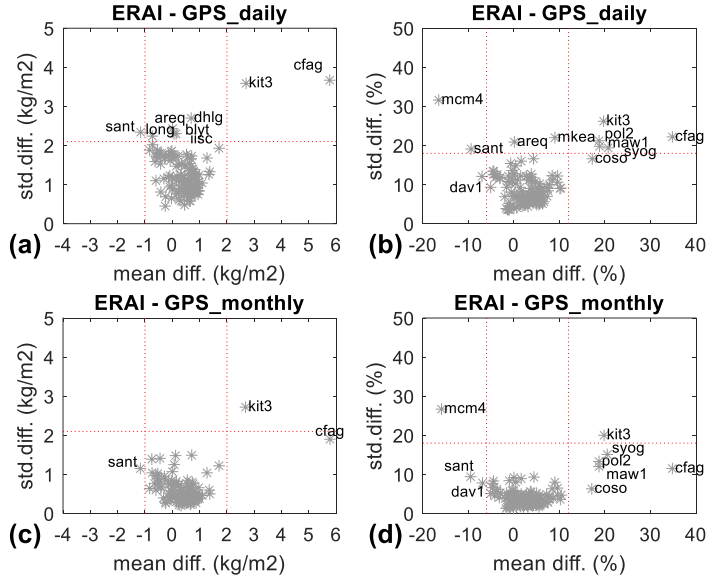 ERAI - GPS_daily
std.diff. (kg/m2)
5
4
3
2
1
0
cfag
kit3
areq
dhlg
sant
long
blyt
lisc
-4 -3 -2 -1 0 1 2 3 4 5 6
(a)
mean diff. (kg/m2)
ERAI - GPS_daily
std.diff. (%)
50
40
30
20
10
0
mcm4
kit3
pol2
mkea
areq
maw1
cfag
sant
syog
coso
dav1
-20 -10 0 10 20 30 40
(b)
mean diff. (%)
ERAI - GPS_monthly
std.diff. (kg/m2)
5
4
3
2
1
0
kit3
cfag
sant
-4 -3 -2 -1 0 1 2 3 4 5 6
(c)
mean diff. (kg/m2)
ERAI - GPS_monthly
std.diff. (%)
50
40
30
20
10
0
mcm4
kit3
syog
pol2
sant
maw1
cfag
coso
dav1
-20 -10 0 10 20 30 40
(d)
mean diff. (%)